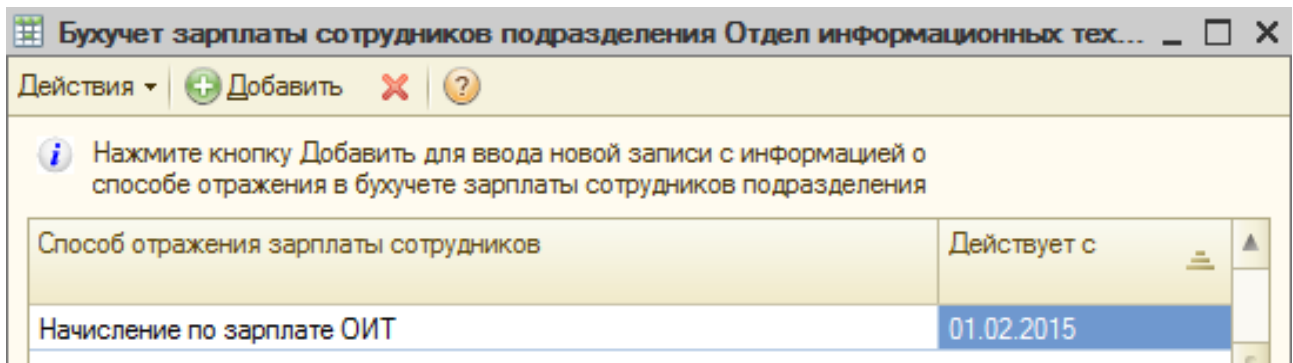 Бухучет зарплаты сотрудников подразделения Отдел информационных тех...
Действия Добавить
Нажмите кнопку Добавить для ввода новой записи с информацией о
способе отражения в бухучете зарплаты сотрудников подразделения
Способ отражения зарплаты сотрудников Действует с
Начисление по зарплате ОИТ 01.02.2015